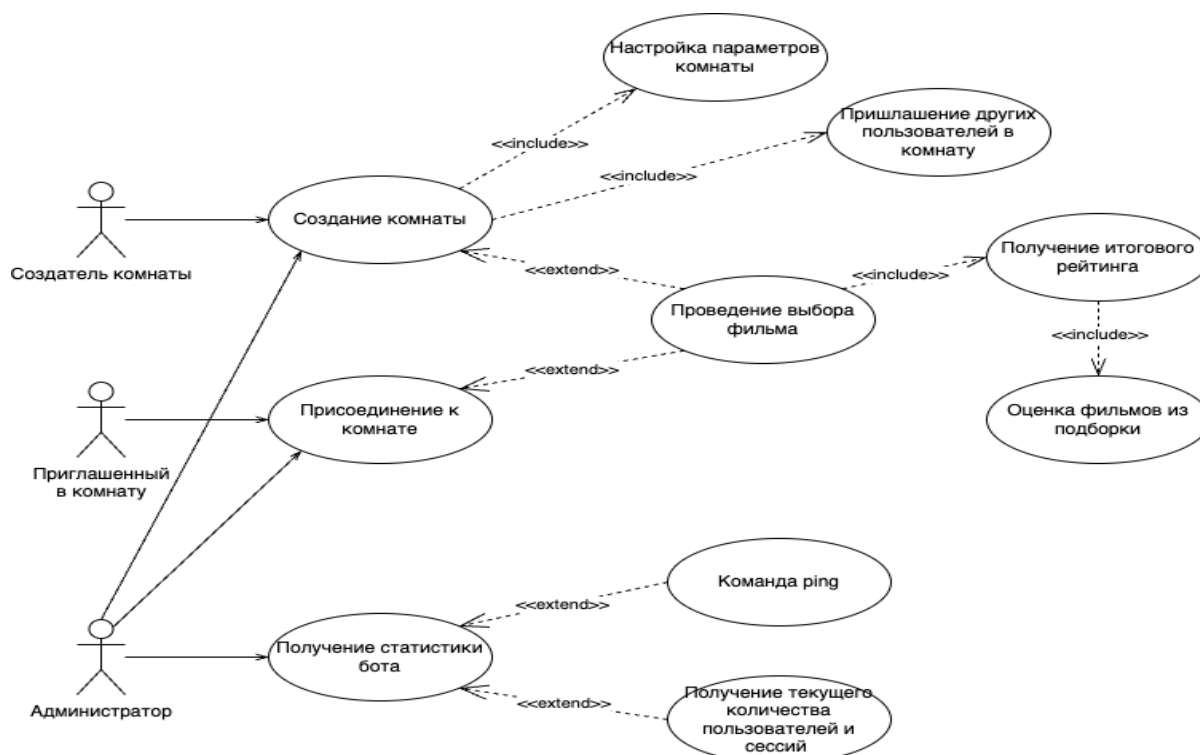 Настройка параметров
комнаты
Пришлашение других
пользователей в
комнату
<<include>>
<<include>>
Создание комнаты
Создатель комнаты
<<extend>>
<<include>>
Получение итогового
рейтинга
Проведение выбора
фильма
<<include>>
<<extend>>
Присоединение к
комнате
Оценка фильмов из
подборки
Приглашенный
в комнату
Команда ping
<<extend>>
Получение статистики
бота
Администратор
<<extend>>
Получение текущего
количества
пользователей и
сессий